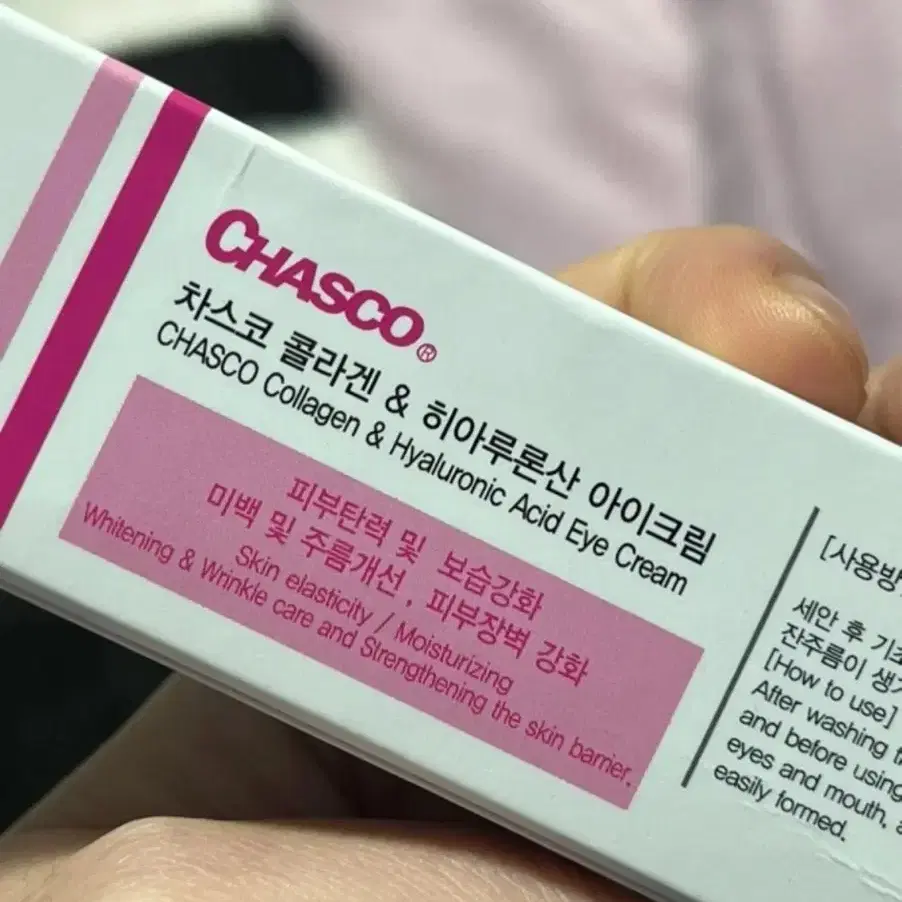 CHASCO®
차스코 콜라겐 & 히아루론산 아이크림
CHASCO Collagen & Hyaluronic Acid Eye Cream
피부탄력 및 보습강화
미백 및 주름개선, 피부장벽 강화
Skin elasticity / Moisturizing
Whitening & Wrinkle care and Strengthening the skin barrier.
[사용방
세안 후 기초
잔주름이 생기
[How to use]
After washing
and before using
eyes and mouth,
easily formed.